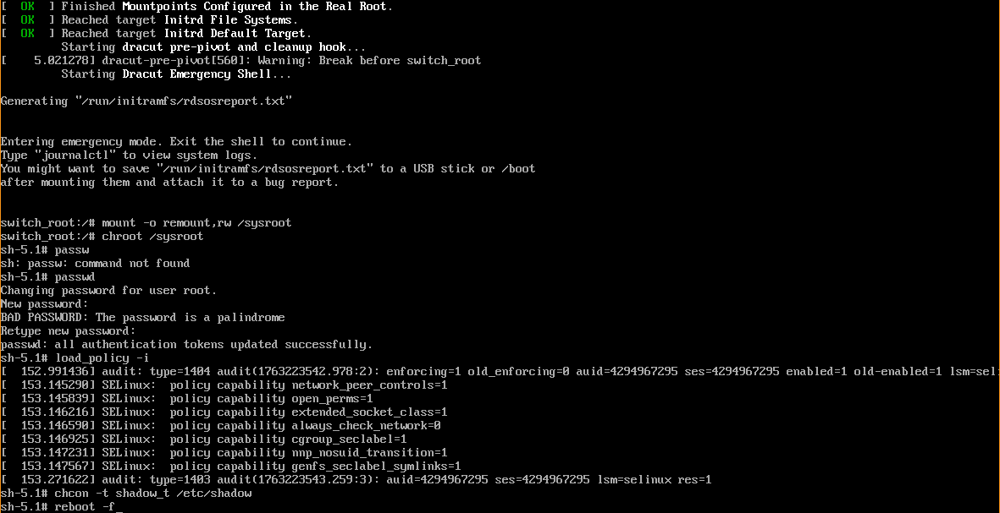 [  OK  ] Finished Mountpoints Configured in the Real Root.
[  OK  ] Reached target Initrd File Systems.
[  OK  ] Reached target Initrd Default Target.
         Starting dracut pre-pivot and cleanup hook...
[    5.021278] dracut-pre-pivot[560]: Warning: Break before switch_root
         Starting Dracut Emergency Shell...
Generating "/run/initramfs/rdsosreport.txt"
Entering emergency mode. Exit the shell to continue.
Type "journalctl" to view system logs.
You might want to save "/run/initramfs/rdsosreport.txt" to a USB stick or /boot
after mounting them and attach it to a bug report.
switch_root:/# mount -o remount,rw /sysroot
switch_root:/# chroot /sysroot
sh-5.1# passw
sh: passw: command not found
sh-5.1# passwd
Changing password for user root.
New password:
BAD PASSWORD: The password is a palindrome
Retype new password:
passwd: all authentication tokens updated successfully.
sh-5.1# load_policy -i
[  152.991436] audit: type=1404 audit(1763223542.978:2): enforcing=1 old_enforcing=0 auid=4294967295 ses=4294967295 enabled=1 old-enabled=1 lsm=sel
[  153.145290] SELinux:  policy capability network_peer_controls=1
[  153.145839] SELinux:  policy capability open_perms=1
[  153.146216] SELinux:  policy capability extended_socket_class=1
[  153.146590] SELinux:  policy capability always_check_network=0
[  153.146925] SELinux:  policy capability cgroup_seclabel=1
[  153.147231] SELinux:  policy capability nnp_nosuid_transition=1
[  153.147567] SELinux:  policy capability genfs_seclabel_symlinks=1
[  153.271622] audit: type=1403 audit(1763223543.259:3): auid=4294967295 ses=4294967295 lsm=selinux res=1
sh-5.1# chcon -t shadow_t /etc/shadow
sh-5.1# reboot -f